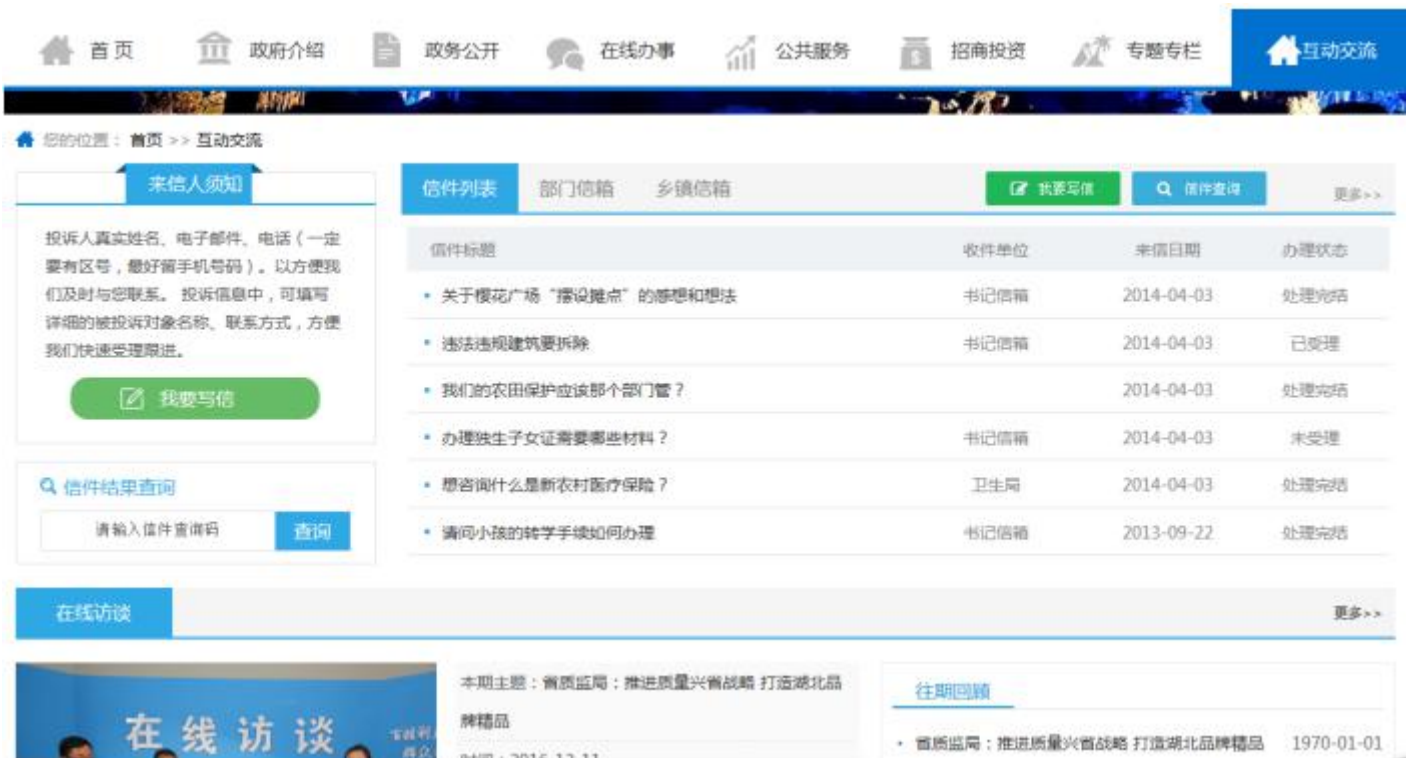 首 页
政府介绍
政务公开
在线办事
公共服务
招商投资
专题专栏
互动交流
您的位置： 首页 >> 互动交流
来信人须知
投诉人真实姓名、电子邮件、电话（一定
要有区号，最好留手机号码）。以方便我
们及时与您联系。 投诉信息中，可填写
详细的被投诉对象名称、联系方式，方便
我们快速受理跟进。
我要写信
信件结果查询
请输入信件查询码
查询
信件列表 部门信箱 乡镇信箱 我要写信 信件查询 更多>>
信件标题 收件单位 来信日期 办理状态
关于樱花广场“摆设摊点”的感想和想法 书记信箱 2014-04-03 处理完结
违法违规建筑要拆除 书记信箱 2014-04-03 已受理
我们的农田保护应该那个部门管？ 2014-04-03 处理完结
办理独生子女证需要哪些材料？ 书记信箱 2014-04-03 未受理
想咨询什么是新农村医疗保险？ 卫生局 2014-04-03 处理完结
请问小孩的转学手续如何办理 书记信箱 2013-09-22 处理完结
在线访谈 更多>>
在线访谈
本期主题：省质监局：推进质量兴省战略 打造湖北品
牌精品
时间：2016-12-11
往期回顾
省质监局：推进质量兴省战略 打造湖北品牌精品 1970-01-01